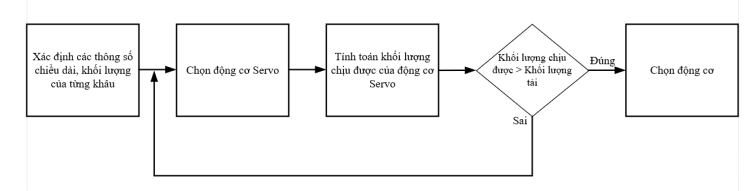 Xác định các thông số
chiều dài, khối lượng
của từng khâu
Chọn động cơ Servo
Tính toán khối lượng
chịu được của động cơ
Servo
Khối lượng chịu
được > Khối lượng
tải
Đúng
Chọn động cơ
Sai